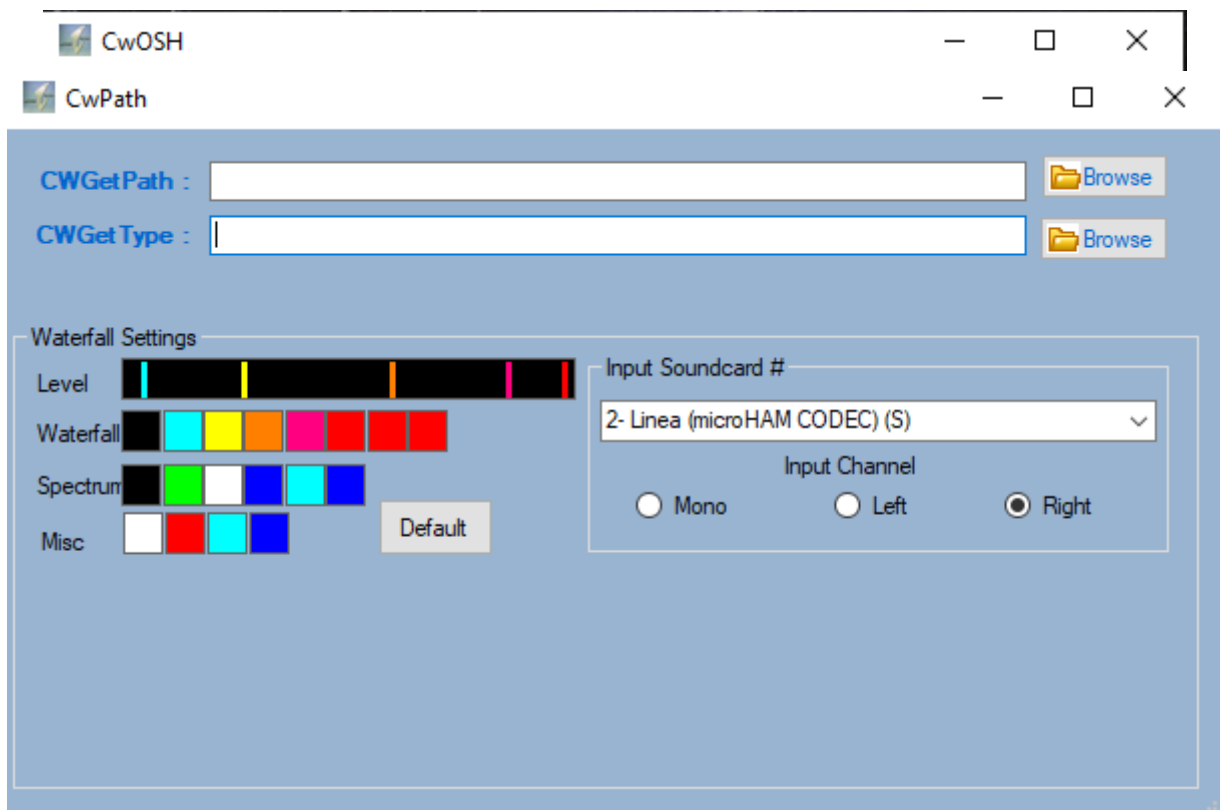 CwOSH
CwPath
CWGetPath :
Browse
CWGetType :
Browse
Waterfall Settings
Level
Waterfall
Spectrum
Misc
Default
Input Soundcard #
2- Linea (microHAM CODEC) (S)
Input Channel
Mono Left Right